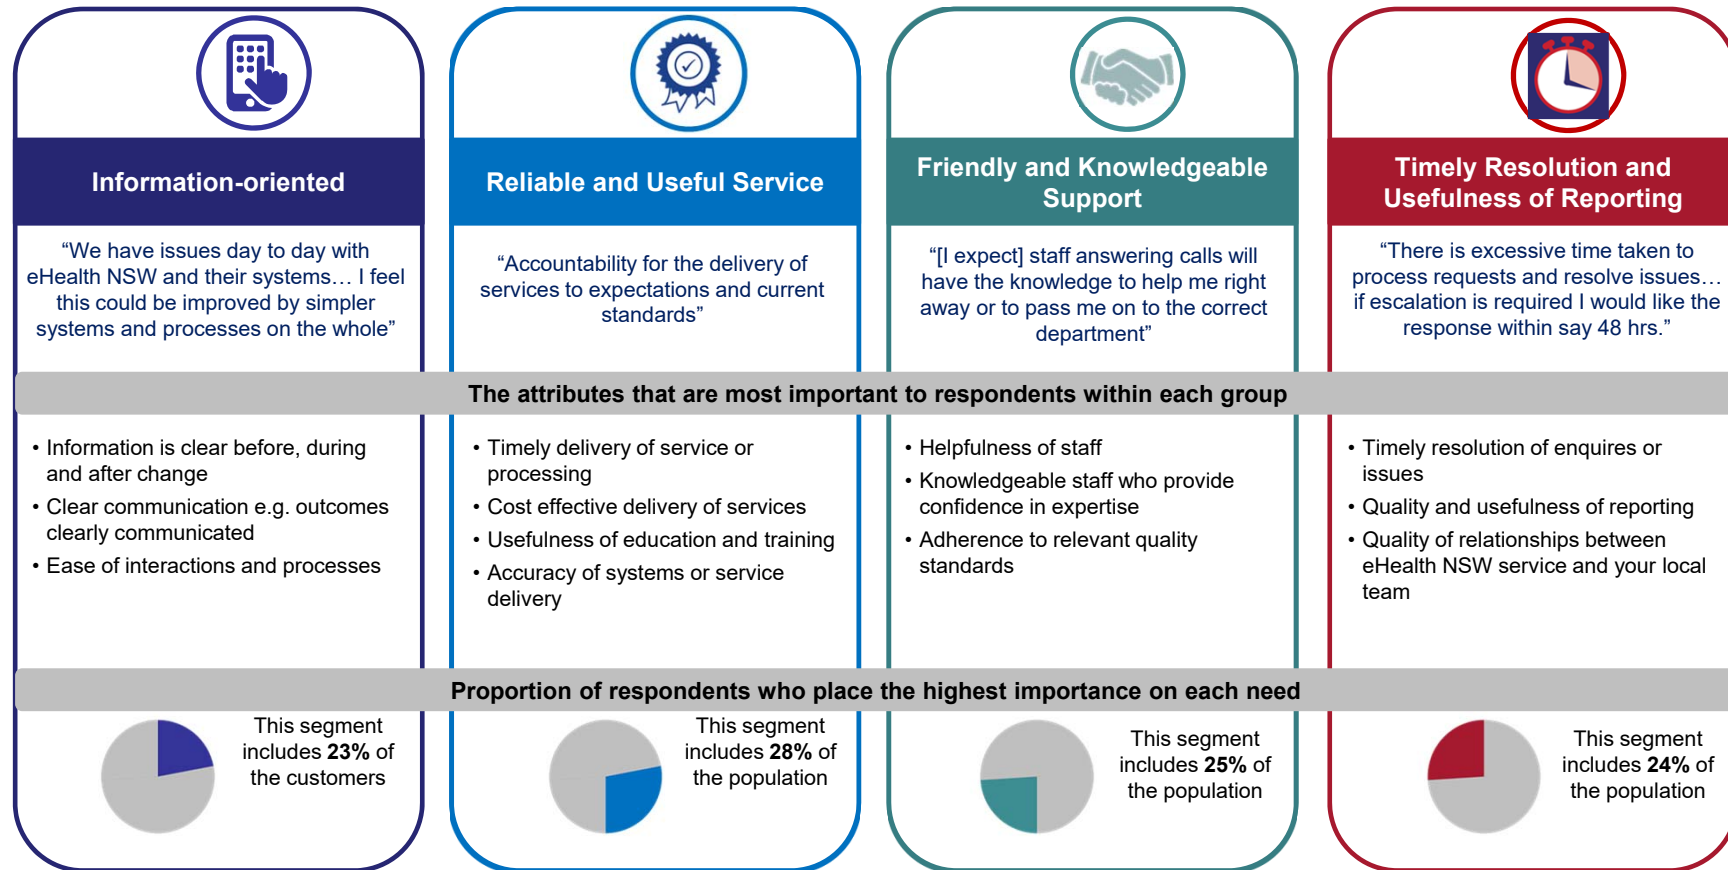 Information-oriented
“We have issues day to day with
eHealth NSW and their systems… I feel
this could be improved by simpler
systems and processes on the whole”
Reliable and Useful Service
“Accountability for the delivery of
services to expectations and current
standards”
Friendly and Knowledgeable
Support
“[I expect] staff answering calls will
have the knowledge to help me right
away or to pass me on to the correct
department”
Timely Resolution and
Usefulness of Reporting
“There is excessive time taken to
process requests and resolve issues…
if escalation is required I would like the
response within say 48 hrs.”
The attributes that are most important to respondents within each group
• Information is clear before, during
and after change
• Clear communication e.g. outcomes
clearly communicated
• Ease of interactions and processes
• Timely delivery of service or
processing
• Cost effective delivery of services
• Usefulness of education and training
• Accuracy of systems or service
delivery
• Helpfulness of staff
• Knowledgeable staff who provide
confidence in expertise
• Adherence to relevant quality
standards
• Timely resolution of enquires or
issues
• Quality and usefulness of reporting
• Quality of relationships between
eHealth NSW service and your local
team
Proportion of respondents who place the highest importance on each need
This segment
includes 23% of
the customers
This segment
includes 28% of
the population
This segment
includes 25% of
the population
This segment
includes 24% of
the population